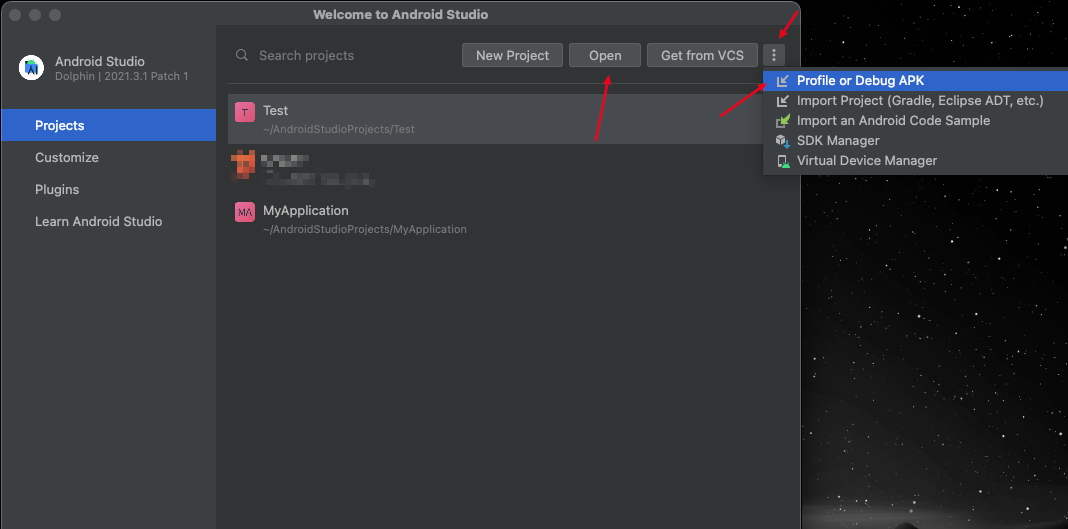 Welcome to Android Studio
Android Studio
Dolphin | 2021.3.1 Patch 1
Projects
Customize
Plugins
Learn Android Studio
Search projects
New Project
Open
Get from VCS
T
Test
~/AndroidStudioProjects/Test
MA
MyApplication
~/AndroidStudioProjects/MyApplication
Profile or Debug APK
Import Project (Gradle, Eclipse ADT, etc.)
Import an Android Code Sample
SDK Manager
Virtual Device Manager